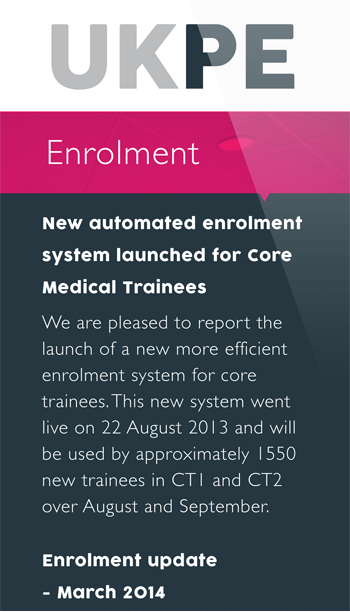 UKPE
Enrolment
New automated enrolment
system launched for Core
Medical Trainees
We are pleased to report the
launch of a new more efficient
enrolment system for core
trainees. This new system went
live on 22 August 2013 and will
be used by approximately 1550
new trainees in CT1 and CT2
over August and September.
Enrolment update
- March 2014